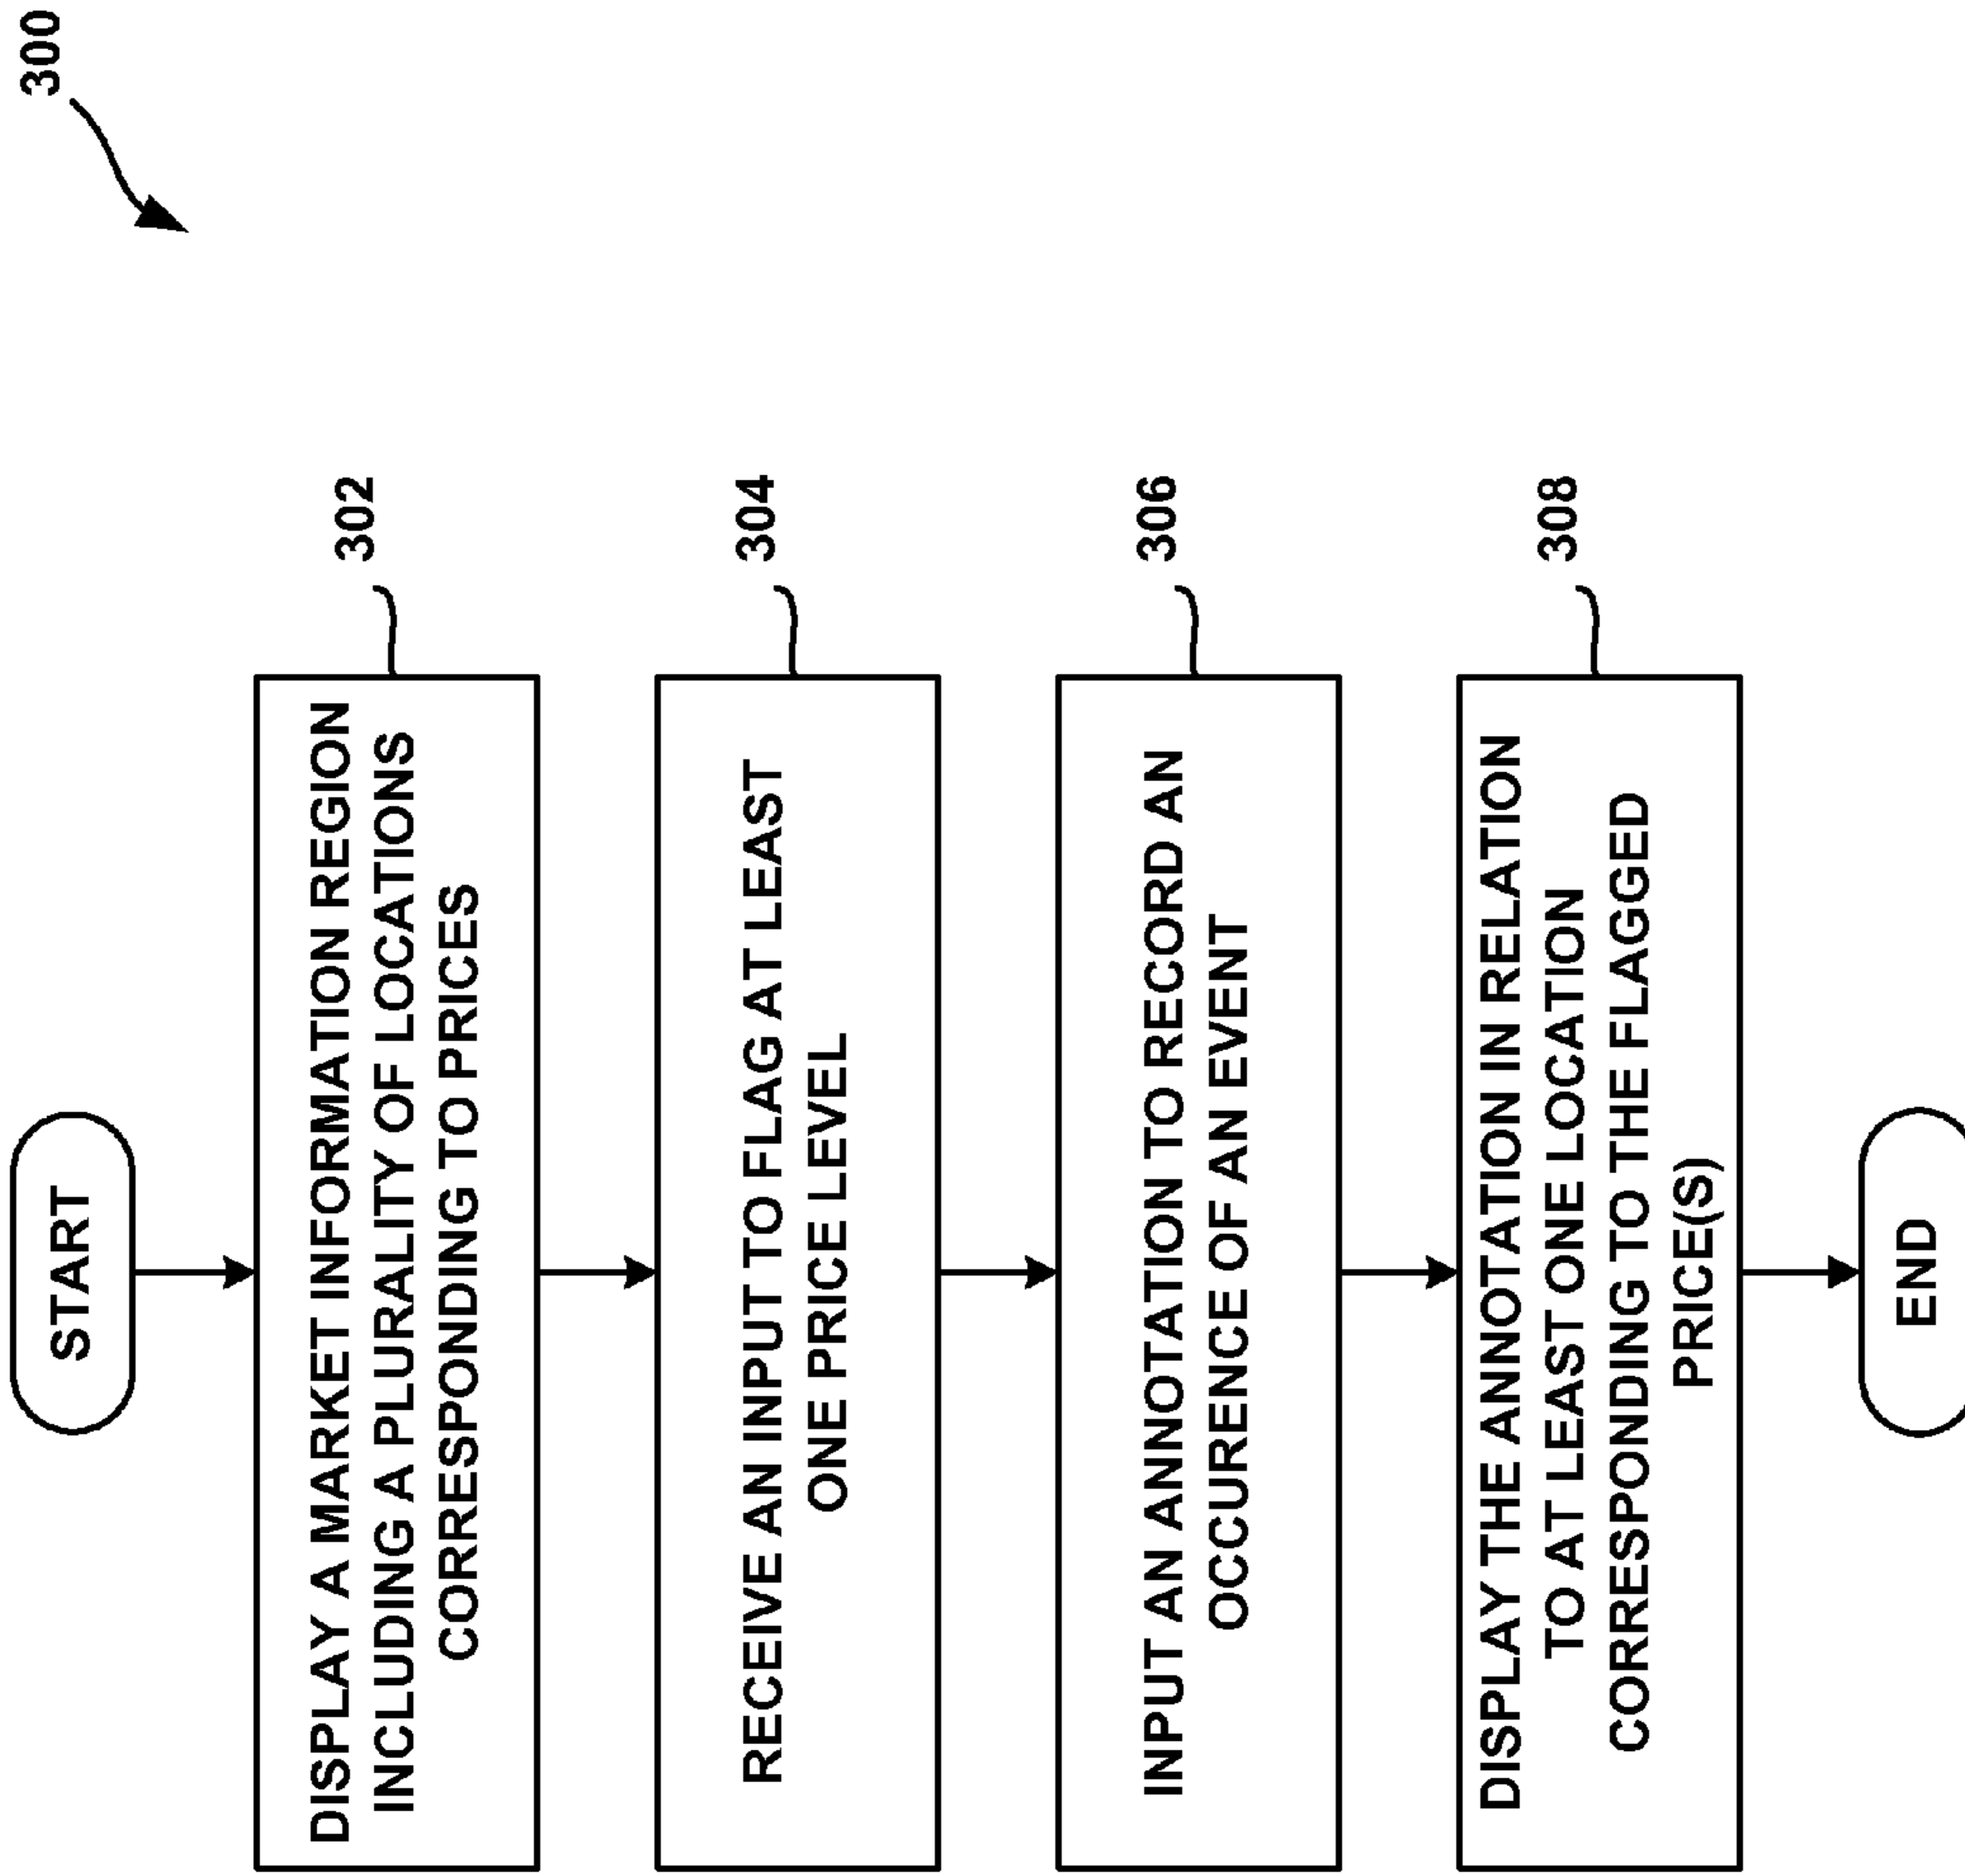 300
START
DISPLAY A MARKET INFORMATION REGION
INCLUDING A PLURALITY OF LOCATIONS
CORRESPONDING TO PRICES
302
RECEIVE AN INPUT TO FLAG AT LEAST
ONE PRICE LEVEL
304
INPUT AN ANNOTATION TO RECORD AN
OCCURENCE OF AN EVENT
306
DISPLAY THE ANNOTATION IN RELATION
TO AT LEAST ONE LOCATION
CORRESPONDING TO THE FLAGGED
PRICE(S)
308
END